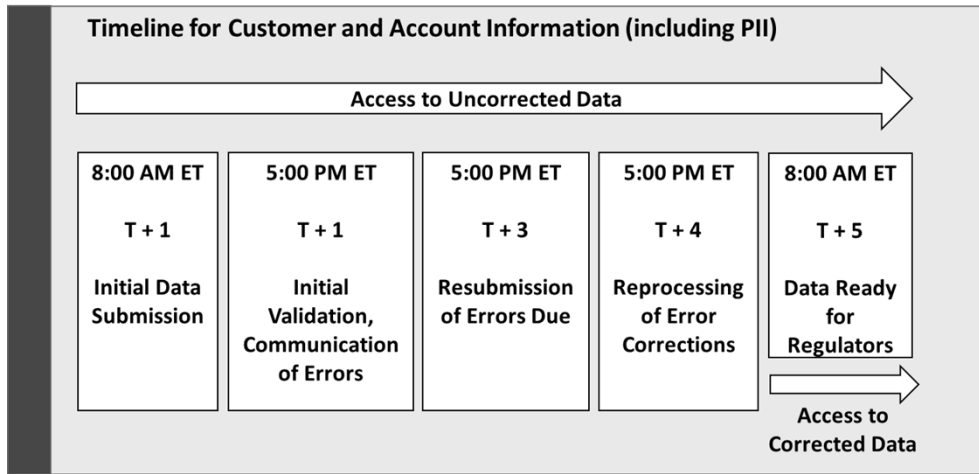 Timeline for Customer and Account Information (including PII)
Access to Uncorrected Data
8:00 AM ET
T + 1
Initial Data
Submission
5:00 PM ET
T + 1
Initial
Validation,
Communication
of Errors
5:00 PM ET
T + 3
Resubmission
of Errors Due
5:00 PM ET
T + 4
Reprocessing
of Error
Corrections
8:00 AM ET
T + 5
Data Ready
for
Regulators
Access to
Corrected Data